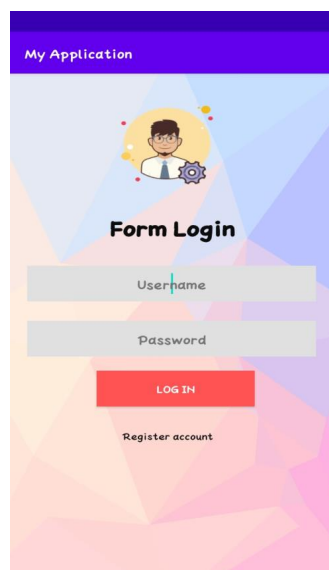 My Application
Form Login
Username
Password
LOG IN
Register account